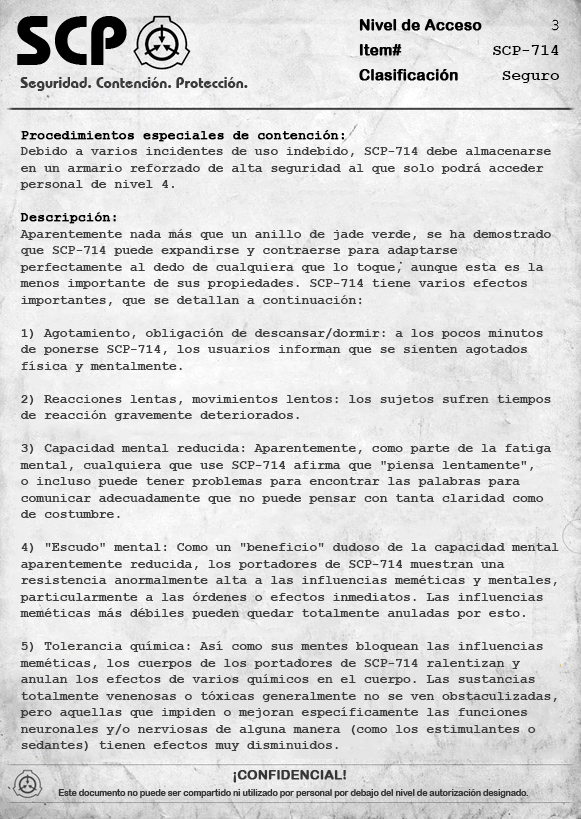 SCP
Seguridad. Contención. Protección.
Nivel de Acceso 3
Item# SCP-714
Clasificación Seguro
Procedimientos especiales de contención:
Debido a varios incidentes de uso indebido, SCP-714 debe almacenarse
en un armario reforzado de alta seguridad al que solo podrá acceder
personal de nivel 4.
Descripción:
Aparentemente nada más que un anillo de jade verde, se ha demostrado
que SCP-714 puede expandirse y contraerse para adaptarse
perfectamente al dedo de cualquiera que lo toque, aunque esta es la
menos importante de sus propiedades. SCP-714 tiene varios efectos
importantes, que se detallan a continuación:
1) Agotamiento, obligación de descansar/dormir: a los pocos minutos
de ponerse SCP-714, los usuarios informan que se sienten agotados
física y mentalmente.
2) Reacciones lentas, movimientos lentos: los sujetos sufren tiempos
de reacción gravemente deteriorados.
3) Capacidad mental reducida: Aparentemente, como parte de la fatiga
mental, cualquiera que use SCP-714 afirma que "piensa lentamente",
o incluso puede tener problemas para encontrar las palabras para
comunicar adecuadamente que no puede pensar con tanta claridad como
de costumbre.
4) "Escudo" mental: Como un "beneficio" dudoso de la capacidad mental
aparentemente reducida, los portadores de SCP-714 muestran una
resistencia anormalmente alta a las influencias meméticas y mentales,
particularmente a las órdenes o efectos inmediatos. Las influencias
meméticas más débiles pueden quedar totalmente anuladas por esto.
5) Tolerancia química: Así como sus mentes bloquean las influencias
meméticas, los cuerpos de los portadores de SCP-714 ralentizan y
anulan los efectos de varios químicos en el cuerpo. Las sustancias
totalmente venenosas o tóxicas generalmente no se ven obstaculizadas,
pero aquellas que impiden o mejoran específicamente las funciones
neuronales y/o nerviosas de alguna manera (como los estimulantes o
sedantes) tienen efectos muy disminuidos.
¡CONFIDENCIAL!
Este documento no puede ser compartido ni utilizado por personal por debajo del nivel de autorización designado.